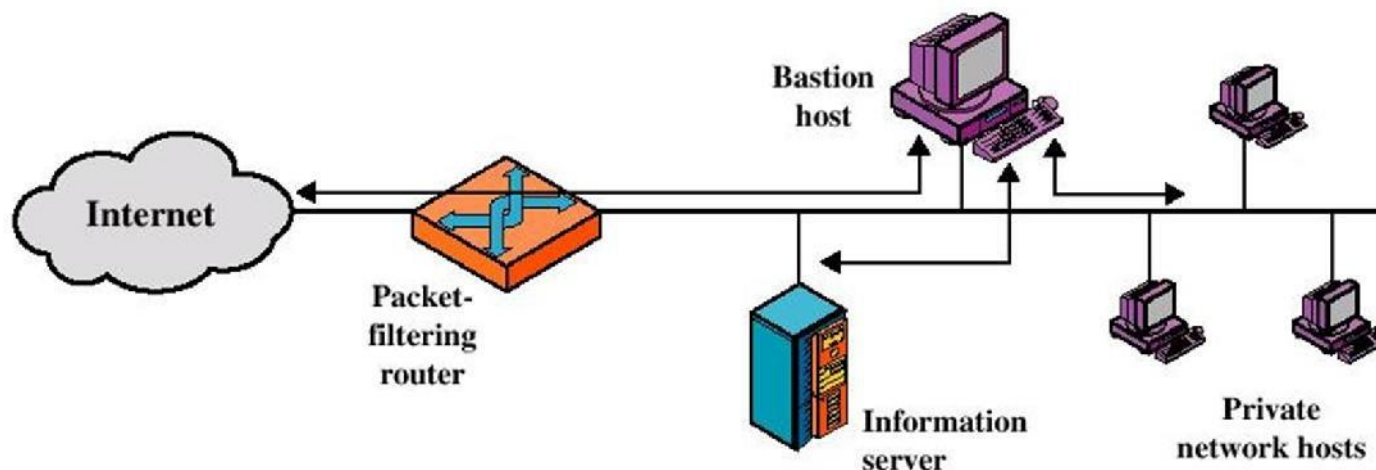 Bastion
host
Internet
Packet-
filtering
router
Information
server
Private
network hosts